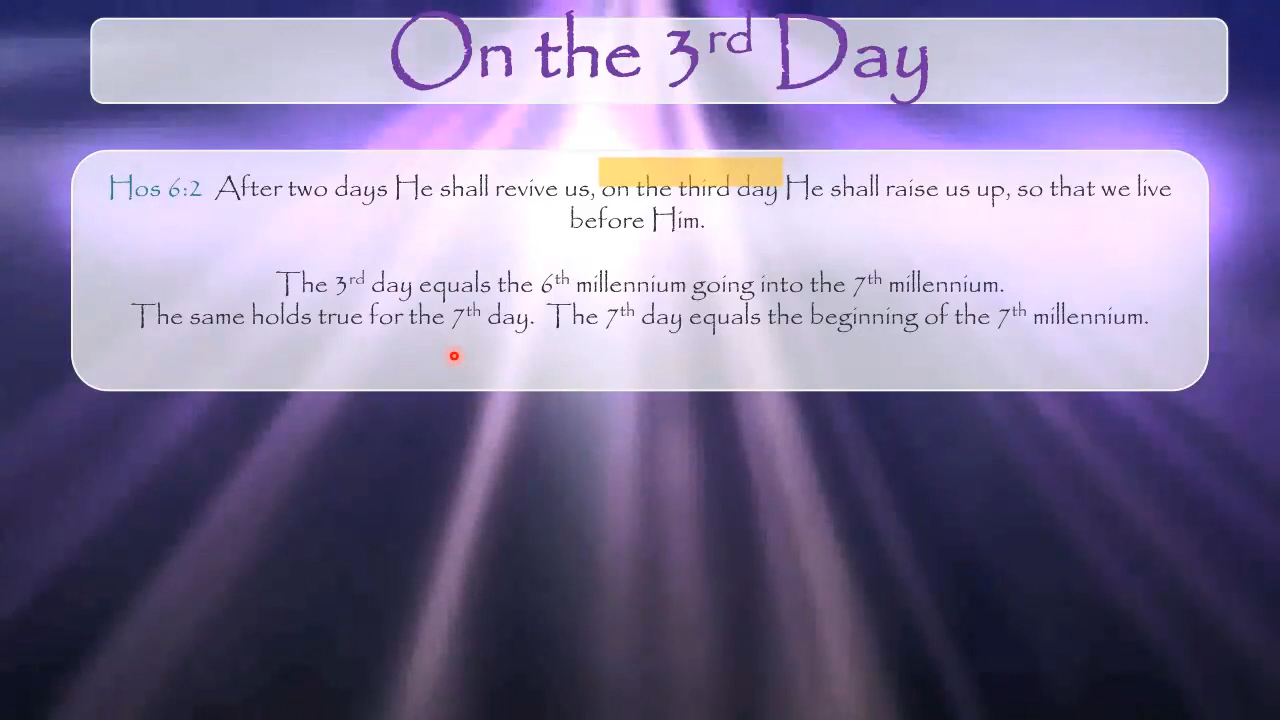 On the 3rd Day
Hos 6:2 After two days He shall revive us, on the third day He shall raise us up, so that we live
before Him.
The 3rd day equals the 6th millennium going into the 7th millennium.
The same holds true for the 7th day. The 7th day equals the beginning of the 7th millennium.